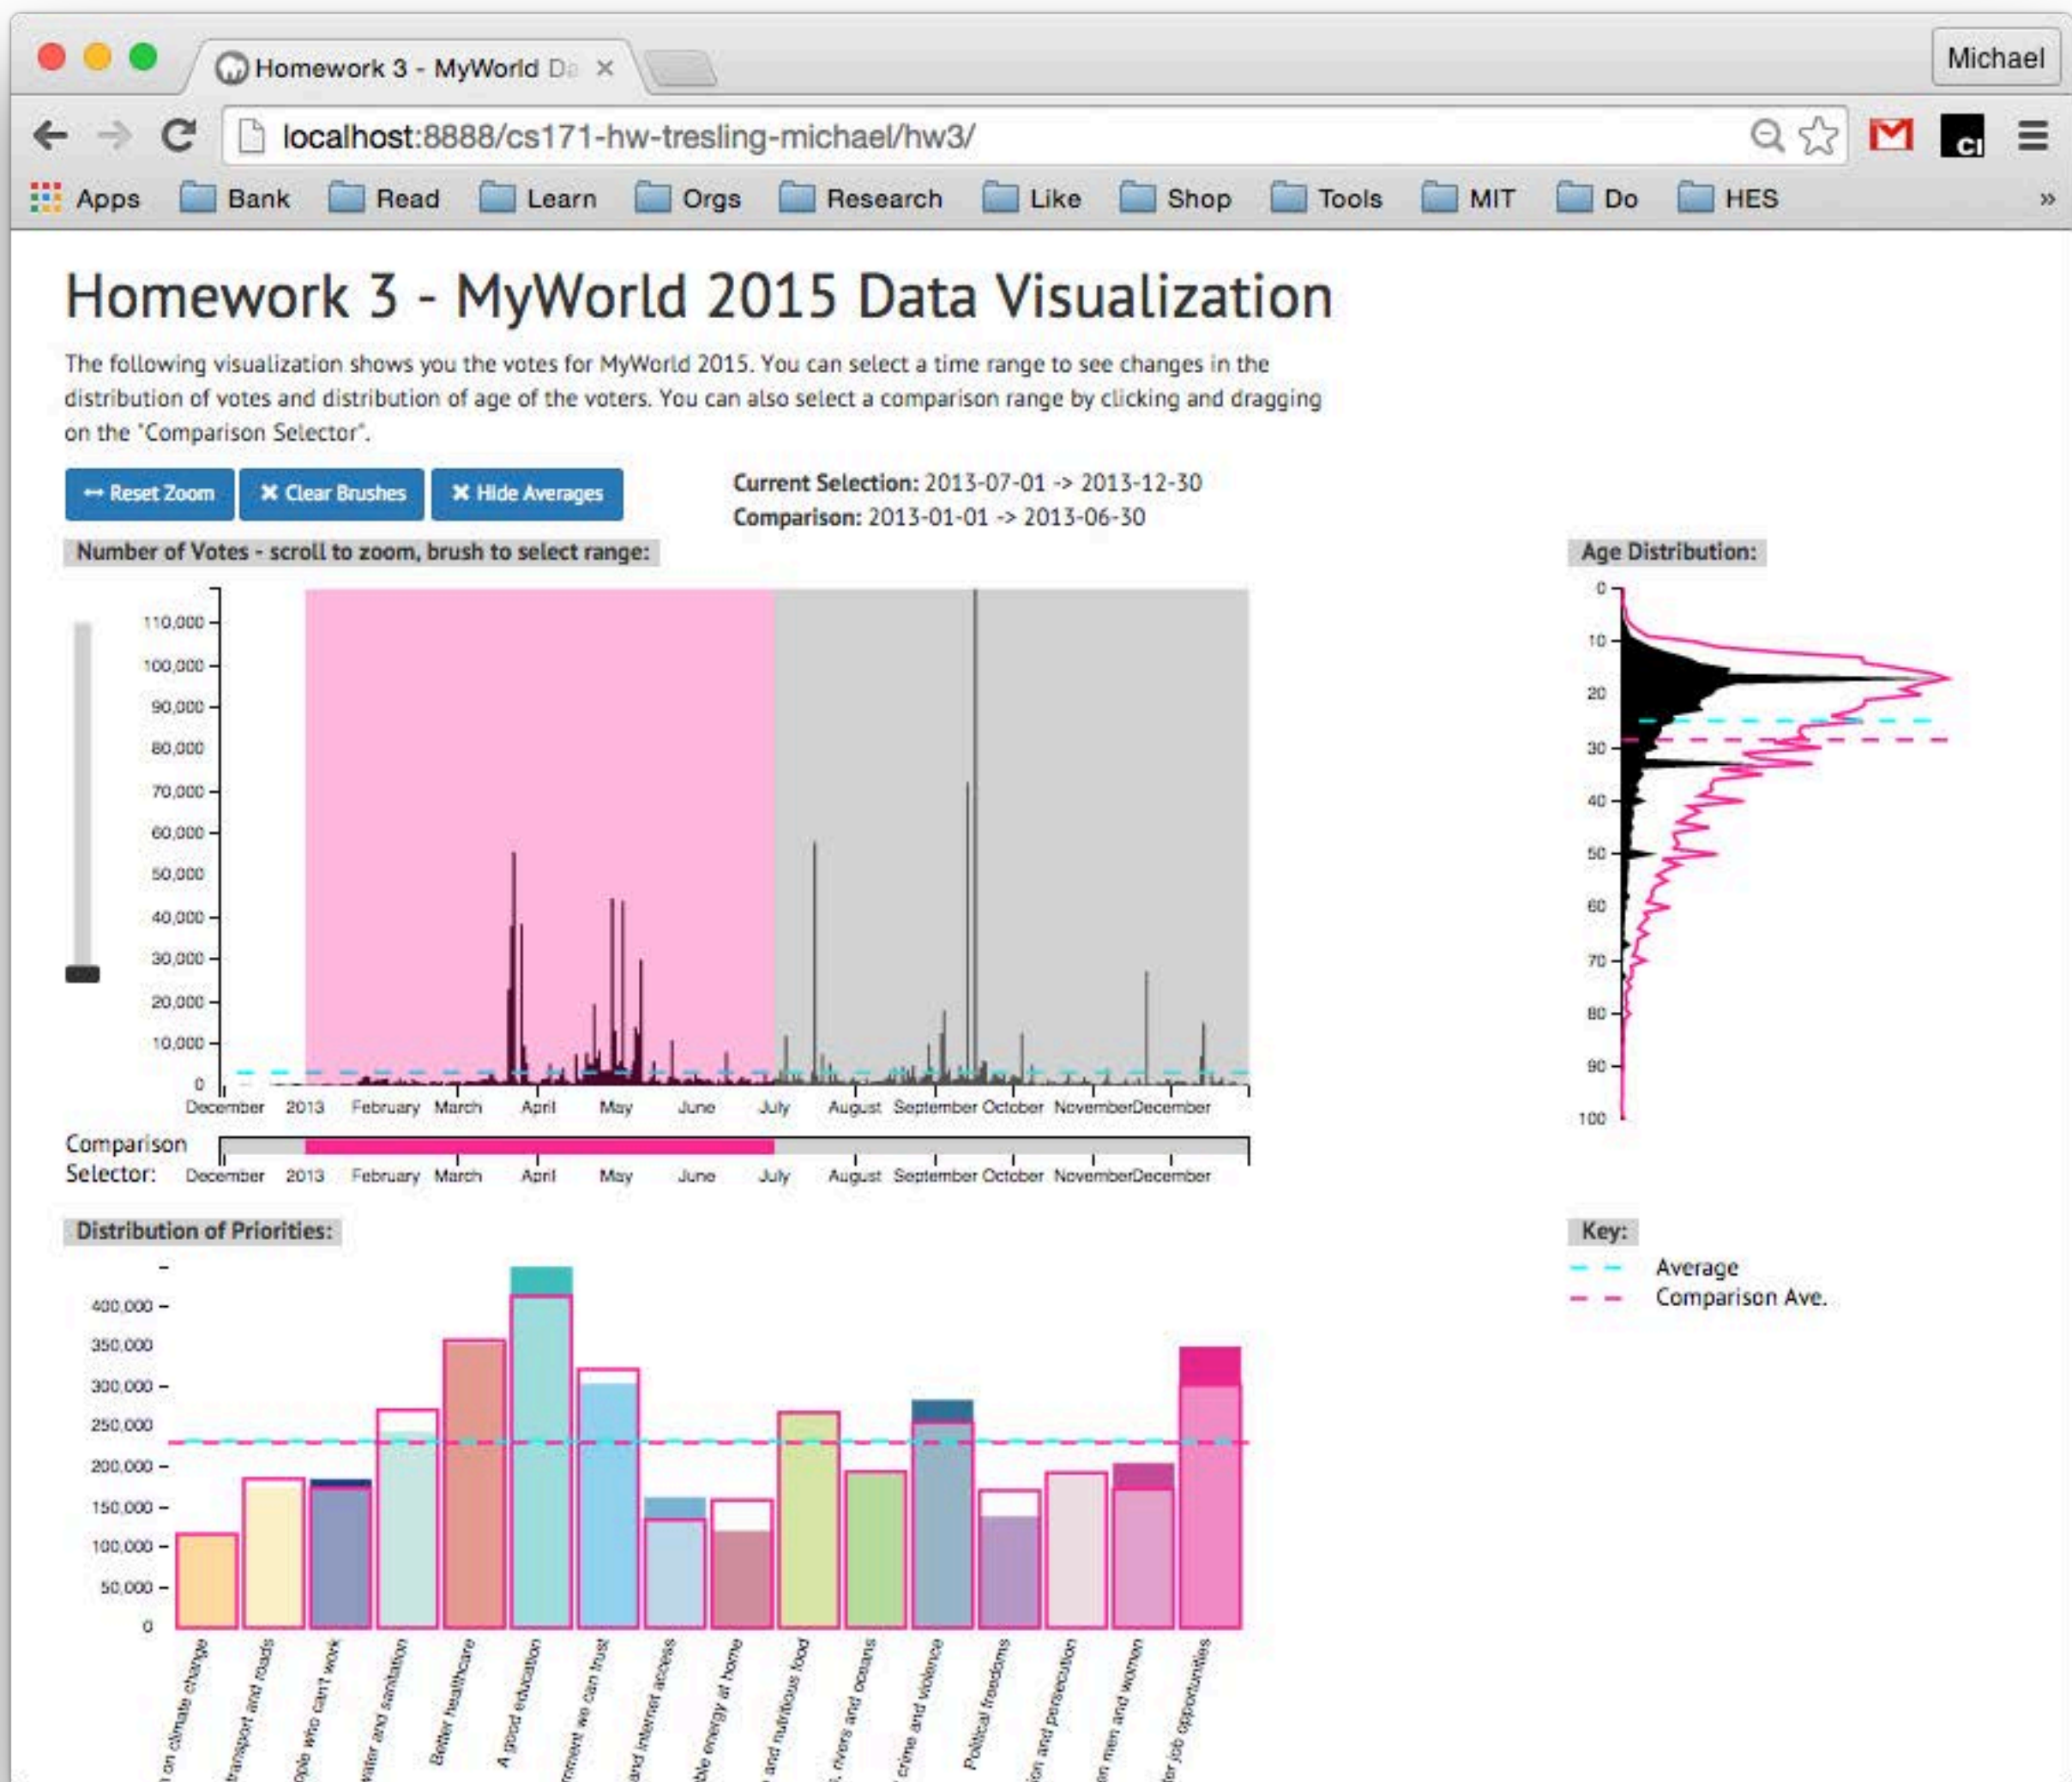 Homework 3 - MyWorld Da
Michael
localhost:8888/cs171-hw-tresling-michael/hw3/
CI
Apps Bank Read Learn Orgs Research Like Shop Tools MIT Do HES »
Homework 3 - MyWorld 2015 Data Visualization
The following visualization shows you the votes for MyWorld 2015. You can select a time range to see changes in the
distribution of votes and distribution of age of the voters. You can also select a comparison range by clicking and dragging
on the "Comparison Selector".
Reset Zoom Clear Brushes Hide Averages
Current Selection: 2013-07-01 -> 2013-12-30
Comparison: 2013-01-01 -> 2013-06-30
Number of Votes - scroll to zoom, brush to select range:
110,000
100,000
90,000
80,000
70,000
60,000
50,000
40,000
30,000
20,000
10,000
0
December 2013 February March April May June July August September October November December
Age Distribution:
0
10
20
30
40
50
60
70
80
90
100
Comparison
Selector:
December 2013 February March April May June July August September October November December
Distribution of Priorities:
400,000
350,000
300,000
250,000
200,000
150,000
100,000
50,000
0
on climate change
transport and roads
ople who can't work
water and sanitation
Better healthcare
A good education
rnment we can trust
and internet access
ble energy at home
and nutritious food
, rivers and oceans
crime and violence
Political freedoms
ion and persecution
en men and women
ter job opportunities
Key:
Average
Comparison Ave.